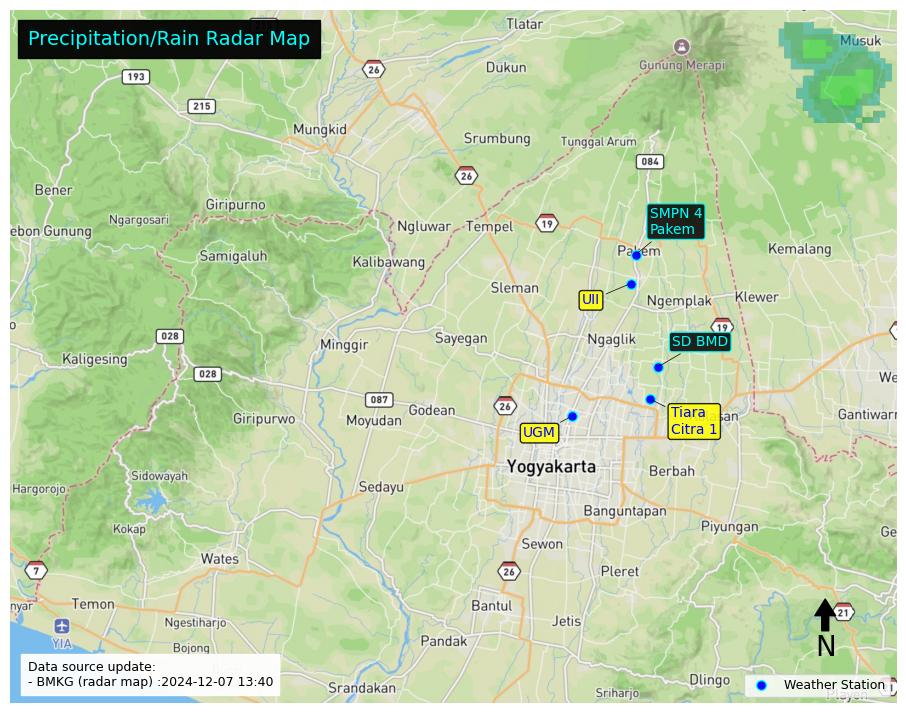 Precipitation/Rain Radar Map
Tlatar
Musuk
26
193
Dukun
Gunung Merapi
215
Mungkid
Srumbung
Tunggal Arum
084
26
Bener
Ngargosari
Giripurno
SMPN 4
Pakem
ebon Gunung
Ngluwar
Tempel
19
Samigaluh
Kalibawang
Pakem
Kemalang
Sleman
UII
Ngemplak
Klewer
19
028
Minggir
Sayegan
Ngaglik
SD BMD
Kaligesing
028
We
087
Godean
26
Giripurwo
Moyudan
UGM
Tiara
Citra 1
san
Gantiwarn
Yogyakarta
Berbah
Hargorojo
Sidowayah
Sedayu
Banguntapan
Kokap
Piyungan
Ge
Wates
Sewon
7
26
Pleret
nyar
Temon
Bantul
21
Ngestiharjo
Jetis
YIA
Bojong
Pandak
N
Data source update:
- BMKG (radar map) :2024-12-07 13:40
Srandakan
Sriharjo
Dlingo
Weather Station
Playen